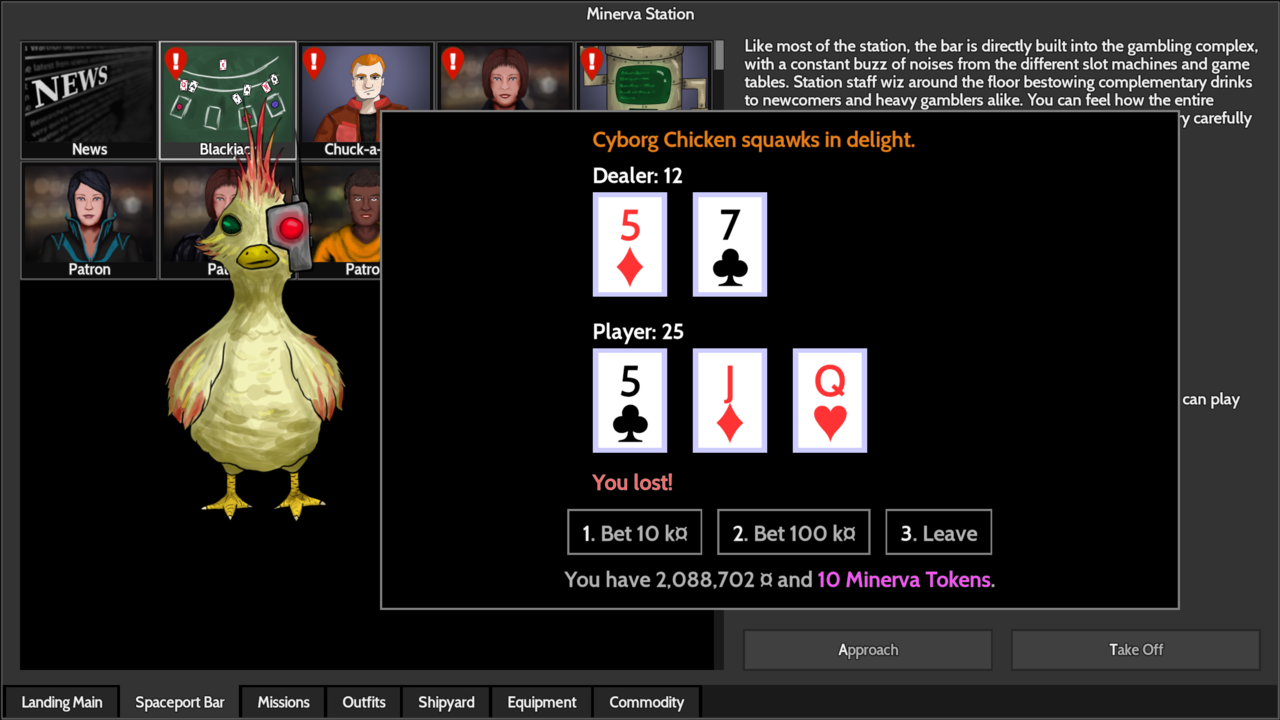 Minerva Station
NEWS
News
Blackjac
Chuck-a-
Patron
Pat
Patro
Like most of the station, the bar is directly built into the gambling complex,
with a constant buzz of noises from the different slot machines and game
tables. Station staff wiz around the floor bestowing complementary drinks
to newcomers and heavy gamblers alike. You can feel how the entire
ry carefully
can play
Cyborg Chicken squawks in delight.
Dealer: 12
5
7
Player: 25
5
J
Q
You lost!
1. Bet 10 k¤
2. Bet 100 k¤
3. Leave
You have 2,088,702 ¤ and 10 Minerva Tokens.
Approach
Take Off
Landing Main
Spaceport Bar
Missions
Outfits
Shipyard
Equipment
Commodity